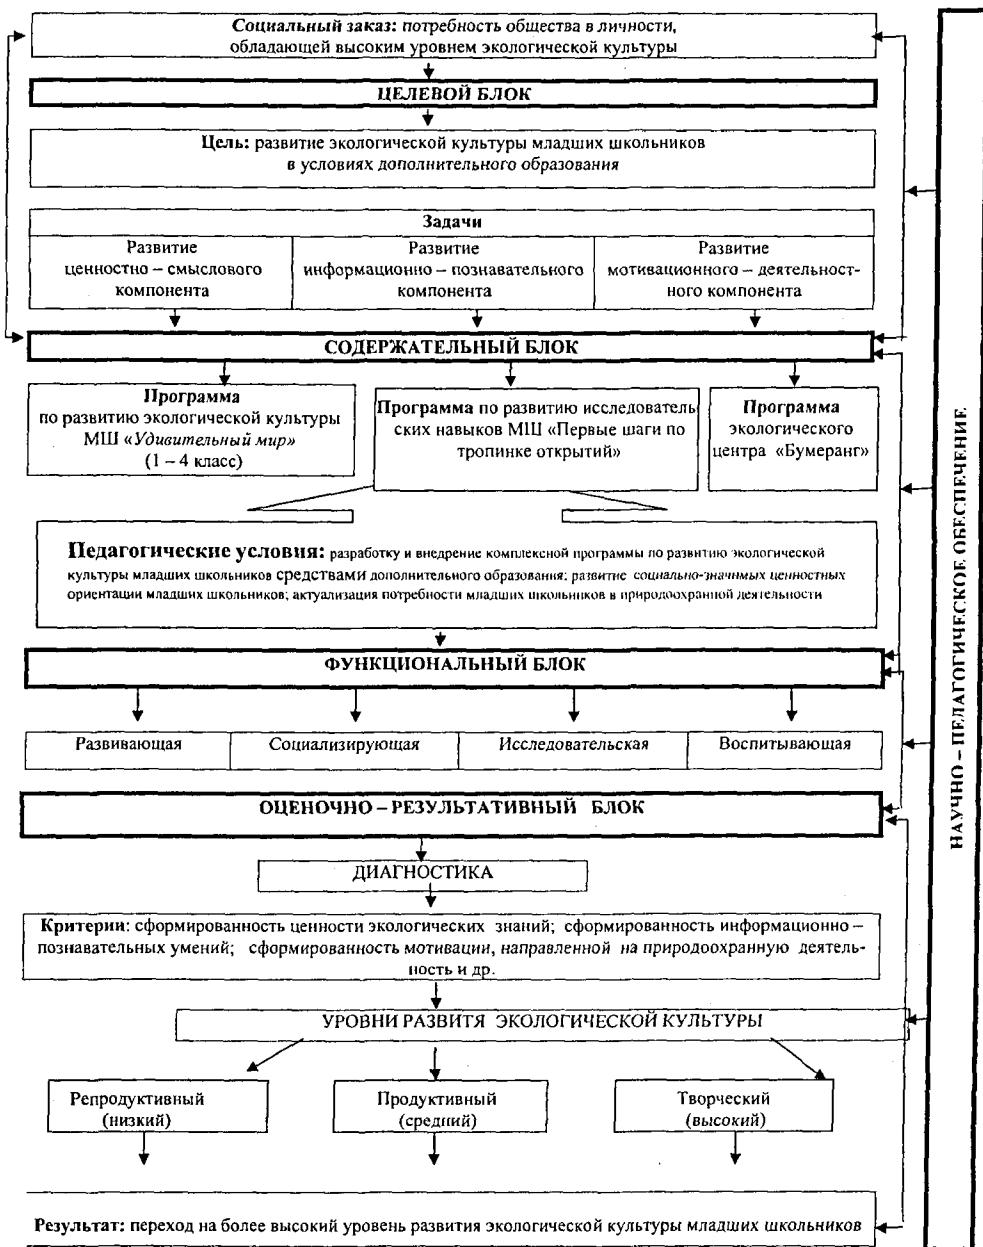 Социальный заказ: потребность общества в личности,
обладающей высоким уровнем экологической культуры
ЦЕЛЕВОЙ БЛОК
Цель: развитие экологической культуры младших школьников
в условиях дополнительного образования
Задачи
Развитие
ценностно – смыслового
компонента
Развитие
информационно – познавательного
компонента
Развитие
мотивационного – деятельност-
ного компонента
СОДЕРЖАТЕЛЬНЫЙ БЛОК
Программа
по развитию экологической культуры
МШ «Удивительный мир»
(1 – 4 класс)
Программа по развитию исследователь
ских навыков МШ «Первые шаги по
тропинке открытий»
Программа
экологического
центра «Бумеранг»
Педагогические условия: разработку и внедрение комплексной программы по развитию экологической
культуры младших школьников средствами дополнительного образования; развитие социально-значимых ценностных
ориентации младших школьников; актуализация потребности младших школьников в природоохранной деятельности
ФУНКЦИОНАЛЬНЫЙ БЛОК
Развивающая
Социализирующая
Исследовательская
Воспитывающая
ОЦЕНОЧНО – РЕЗУЛЬТАТИВНЫЙ БЛОК
ДИАГНОСТИКА
Критерии: сформированность ценности экологических знаний; сформированность информационно –
познавательных умений; сформированность мотивации, направленной на природоохранную деятель-
ность и др.
УРОВНИ РАЗВИТЯ ЭКОЛОГИЧЕСКОЙ КУЛЬТУРЫ
Репродуктивный
(низкий)
Продуктивный
(средний)
Творческий
(высокий)
Результат: переход на более высокий уровень развития экологической культуры младших школьников
НАУЧНО – ПЕДАГОГИЧЕСКОЕ ОБЕСПЕЧЕНИЕ